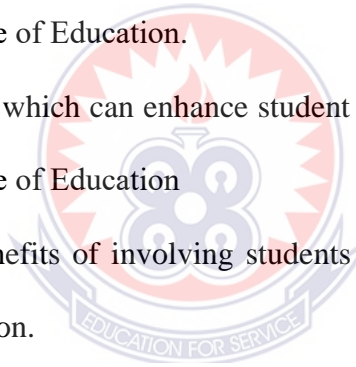 e of Education.
which can enhance student
e of Education
nefits of involving students
on.
EDUCATION FOR SERVICE